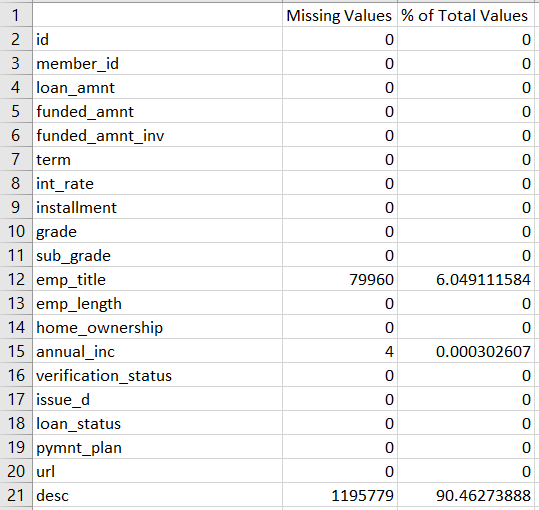 1 Missing Values % of Total Values
2 id 0 0
3 member_id 0 0
4 loan_amnt 0 0
5 funded_amnt 0 0
6 funded_amnt_inv 0 0
7 term 0 0
8 int_rate 0 0
9 installment 0 0
10 grade 0 0
11 sub_grade 0 0
12 emp_title 79960 6.049111584
13 emp_length 0 0
14 home_ownership 0 0
15 annual_inc 4 0.000302607
16 verification_status 0 0
17 issue_d 0 0
18 loan_status 0 0
19 pymnt_plan 0 0
20 url 0 0
21 desc 1195779 90.46273888